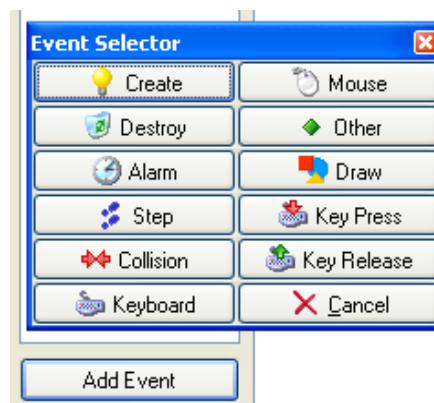 Event Selector
Create
Mouse
Destroy
Other
Alarm
Draw
Step
Key Press
Collision
Key Release
Keyboard
Cancel
Add Event